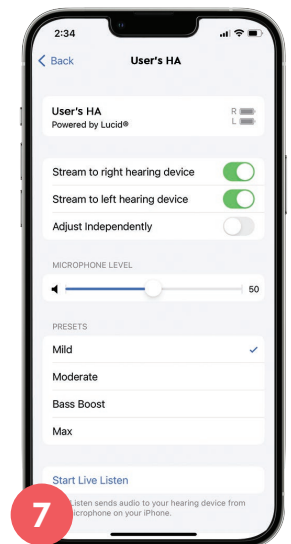 2:34
Back User's HA
User's HA R
Powered by Lucid® L
Stream to right hearing device
Stream to left hearing device
Adjust Independently
MICROPHONE LEVEL
50
PRESETS
Mild
Moderate
Bass Boost
Max
Start Live Listen
Listen sends audio to your hearing device from
microphone on your iPhone.
7